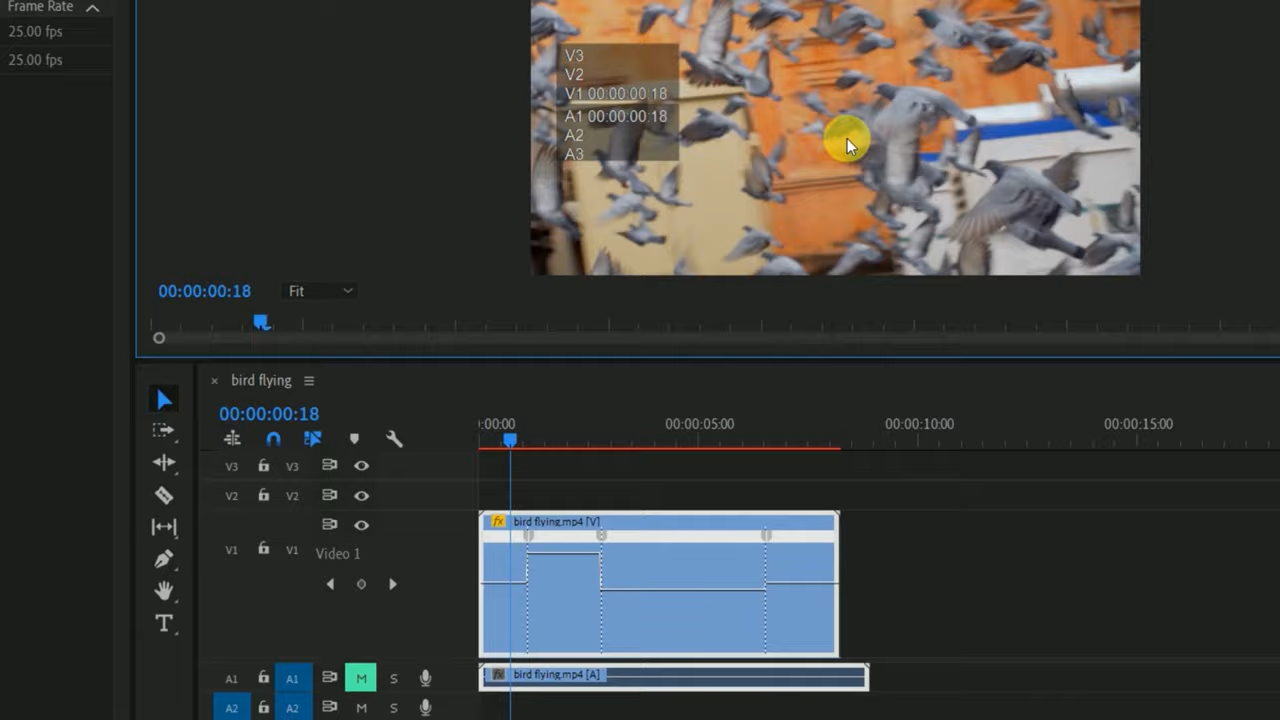 Frame Rate
25.00 fps
25.00 fps
V3
V2
V1 00:00:00:18
A1 00:00:00:18
A2
A3
00:00:00:18
Fit
× bird flying
00:00:00:18
:00:00
00:00:05:00
00:00:10:00
00:00:15:00
V3 V3
V2 V2
fx bird flying.mp4 [V]
V1 V1 Video 1
A1 A1 M S
fx bird flying.mp4 [A]
A2 A2 M S
T